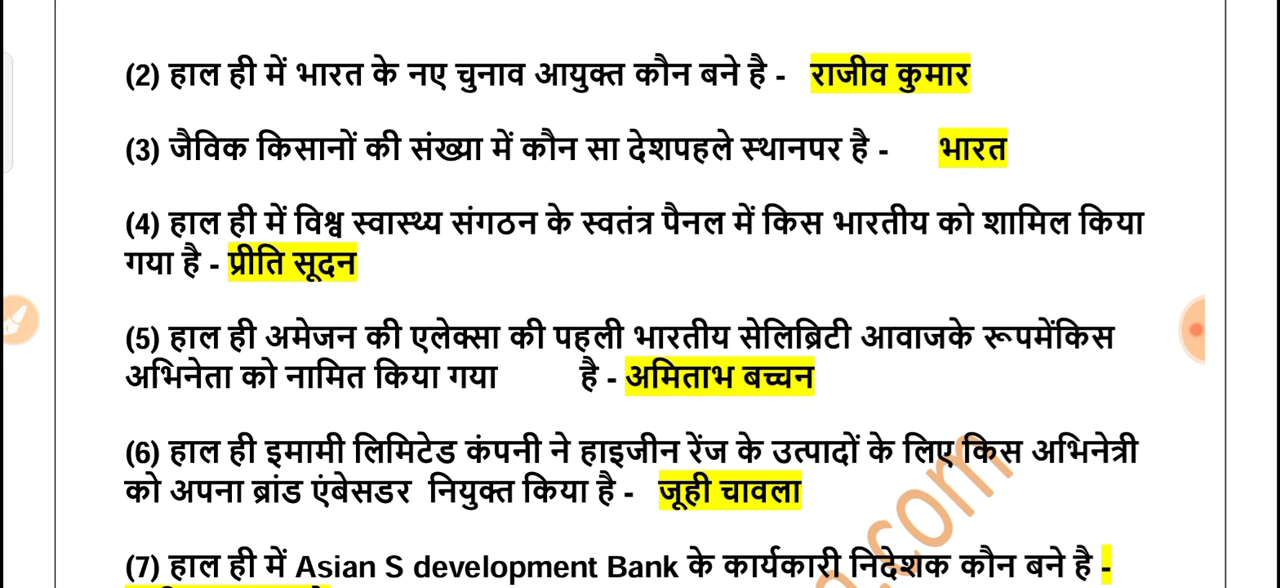 (2) हाल ही में भारत के नए चुनाव आयुक्त कौन बने है - राजीव कुमार
(3) जैविक किसानों की संख्या में कौन सा देशपहले स्थानपर है - भारत
(4) हाल ही में विश्व स्वास्थ्य संगठन के स्वतंत्र पैनल में किस भारतीय को शामिल किया
गया है - प्रीति सूदन
(5) हाल ही अमेजन की एलेक्सा की पहली भारतीय सेलिब्रिटी आवाजके रूपमेंकिस
अभिनेता को नामित किया गया है - अमिताभ बच्चन
(6) हाल ही इमामी लिमिटेड कंपनी ने हाइजीन रेंज के उत्पादों के लिए किस अभिनेत्री
को अपना ब्रांड एंबेसडर नियुक्त किया है - जूही चावला
(7) हाल ही में Asian S development Bank के कार्यकारी निदेशक कौन बने है -
.com